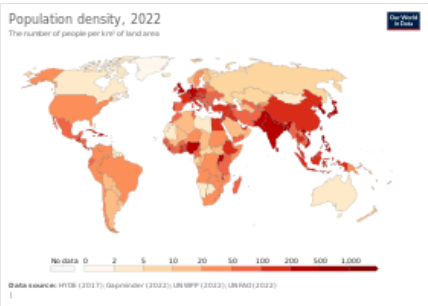 Population density, 2022
Our World
in Data
The number of people per km² of land area
No data 0 2 5 10 20 50 100 200 500 1,000
Data source: HYDE (2017); Gapminder (2022); UN WPP (2022); UN FAO (2022)